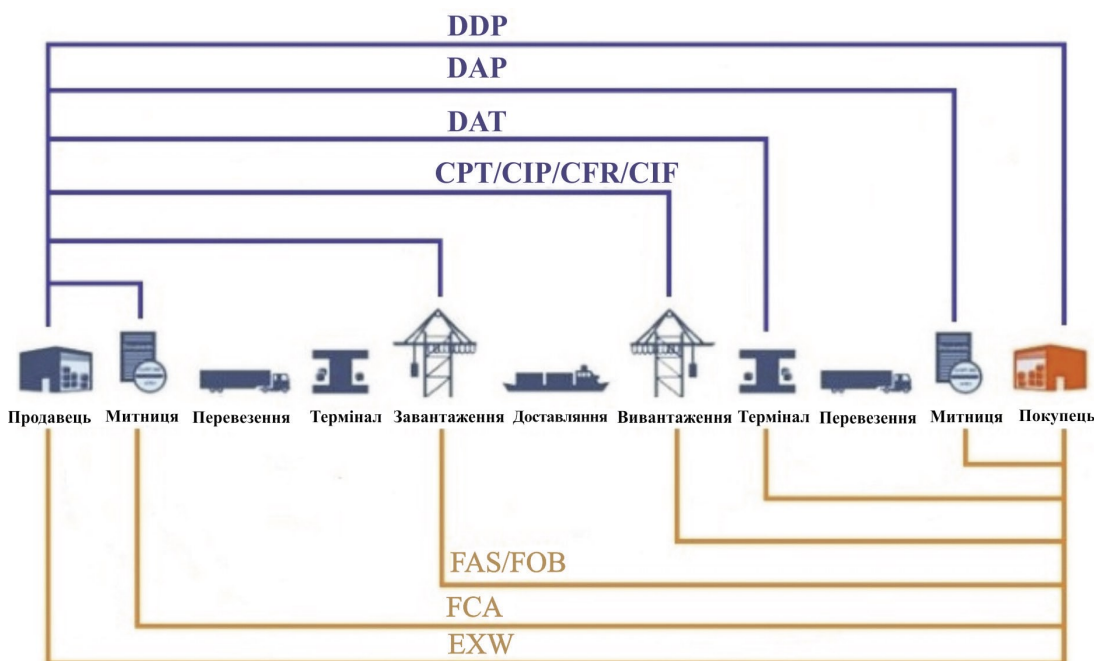 DDP
DAP
DAT
CPT/CIP/CFR/CIF
Продавець Митниця Перевезення Термінал Завантаження Доставляння Вивантаження Термінал Перевезення Митниця Покупець
FAS/FOB
FCA
EXW